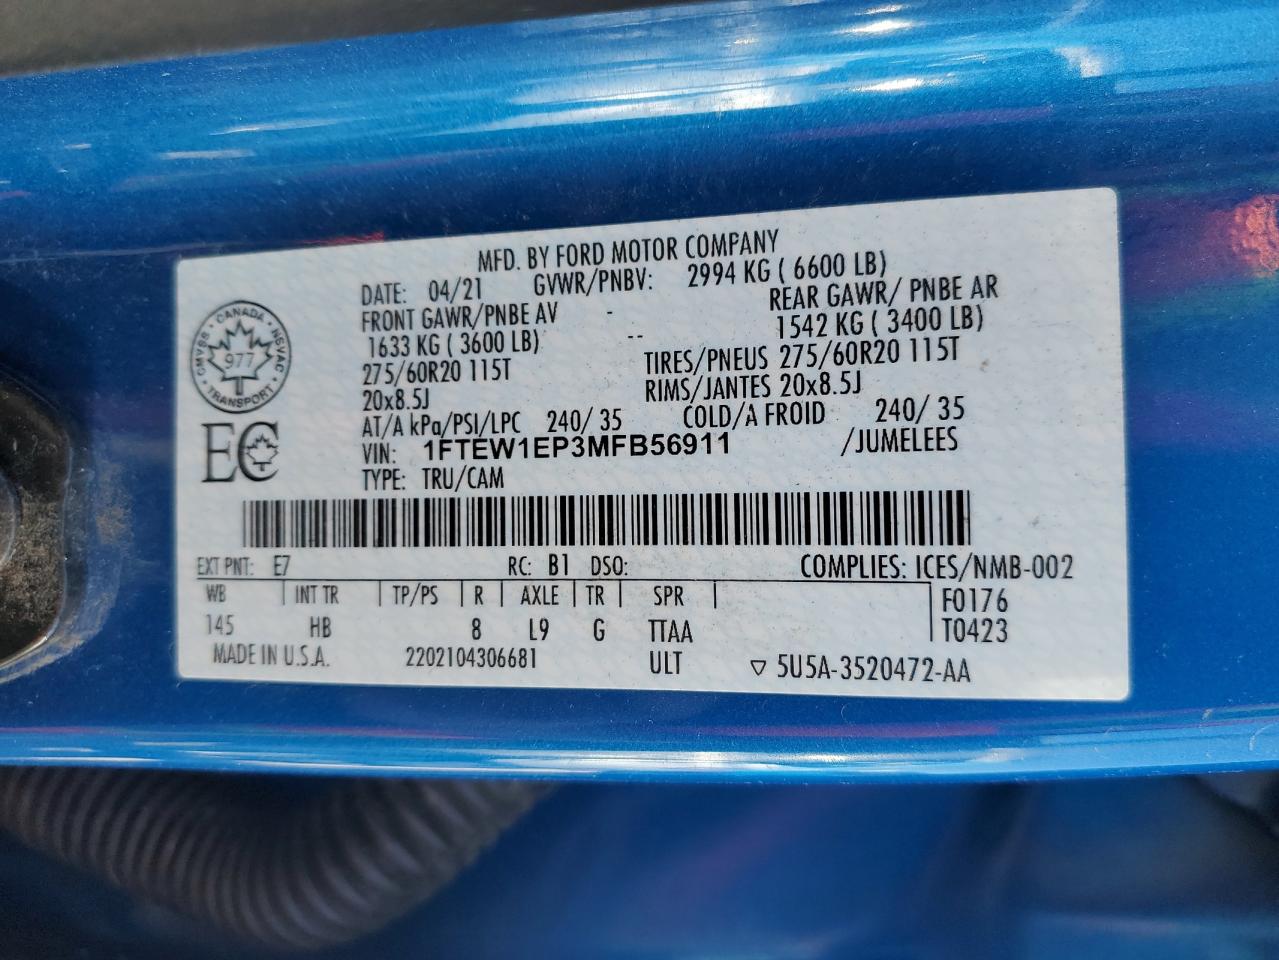 MFD. BY FORD MOTOR COMPANY
DATE: 04/21 GVWR/PNBV: 2994 KG ( 6600 LB)
FRONT GAWR/PNBE AV - REAR GAWR/ PNBE AR
1633 KG ( 3600 LB) -- 1542 KG ( 3400 LB)
275/60R20 115T TIRES/PNEUS 275/60R20 115T
20x8.5J RIMS/JANTES 20x8.5J
AT/A kPa/PSI/LPC 240/ 35 COLD/A FROID 240/ 35
VIN: 1FTEW1EP3MFB56911 /JUMELEES
TYPE: TRU/CAM
CANADA
CMVSS 977 NSVAC
TRANSPORT
EC
EXT PNT: E7 RC: B1 DSO: COMPLIES: ICES/NMB-002
WB INT TR TP/PS R AXLE TR SPR F0176
145 HB 8 L9 G TTAA T0423
MADE IN U.S.A. 2202104306681 ULT ▽ 5U5A-3520472-AA